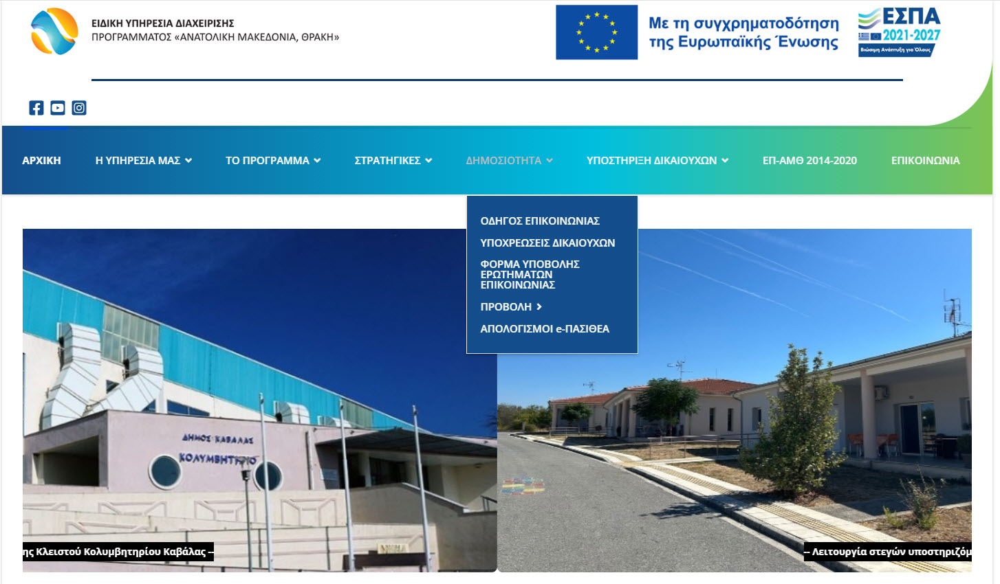 ΕΙΔΙΚΗ ΥΠΗΡΕΣΙΑ ΔΙΑΧΕΙΡΙΣΗΣ
ΠΡΟΓΡΑΜΜΑΤΟΣ «ΑΝΑΤΟΛΙΚΗ ΜΑΚΕΔΟΝΙΑ, ΘΡΑΚΗ»
Με τη συγχρηματοδότηση
της Ευρωπαϊκής Ένωσης
ΕΣΠΑ
2021-2027
Βιώσιμη Ανάπτυξη για Όλους
ΑΡΧΙΚΗ
Η ΥΠΗΡΕΣΙΑ ΜΑΣ
ΤΟ ΠΡΟΓΡΑΜΜΑ
ΣΤΡΑΤΗΓΙΚΕΣ
ΔΗΜΟΣΙΟΤΗΤΑ
ΥΠΟΣΤΗΡΙΞΗ ΔΙΚΑΙΟΥΧΩΝ
ΕΠ-ΑΜΘ 2014-2020
ΕΠΙΚΟΙΝΩΝΙΑ
ΟΔΗΓΟΣ ΕΠΙΚΟΙΝΩΝΙΑΣ
ΥΠΟΧΡΕΩΣΕΙΣ ΔΙΚΑΙΟΥΧΩΝ
ΦΟΡΜΑ ΥΠΟΒΟΛΗΣ
ΕΡΩΤΗΜΑΤΩΝ
ΕΠΙΚΟΙΝΩΝΙΑΣ
ΠΡΟΒΟΛΗ
ΑΠΟΛΟΓΙΣΜΟΙ e-ΠΑΣΙΘΕΑ
ΔΗΜΟΣ ΚΑΒΑΛΑΣ
ΚΟΛΥΜΒΗΤΗΡΙΟ
ης Κλειστού Κολυμβητηρίου Καβάλας --
-- Λειτουργία στεγών υποστηριζόμ